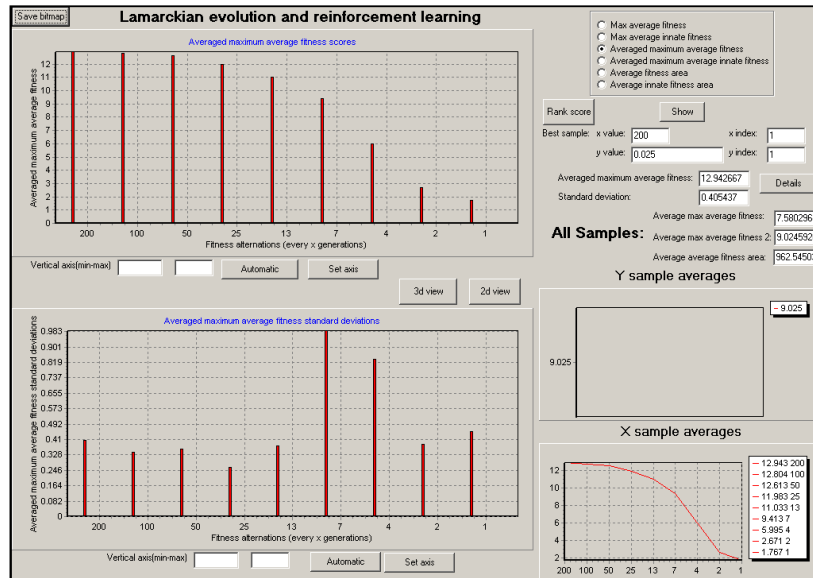 Save bitmap
Lamarckian evolution and reinforcement learning
Averaged maximum average fitness scores
Averaged maximum average fitness
12
11
10
9
8
7
6
5
4
3
2
1
0
200 100 50 25 13 7 4 2 1
Fitness alternations (every x generations)
Vertical axis(min-max)
Automatic
Set axis
3d view
2d view
Averaged maximum average fitness standard deviations
Averaged maximum average fitness standard deviations
0.983
0.901
0.819
0.737
0.655
0.573
0.492
0.41
0.328
0.246
0.164
0.082
0
200 100 50 25 13 7 4 2 1
Fitness alternations (every x generations)
Vertical axis(min-max)
Automatic
Set axis
Max average fitness
Max average innate fitness
Averaged maximum average fitness
Averaged maximum average innate fitness
Average fitness area
Average innate fitness area
Rank score
Show
Best sample: x value: 200 x index: 1
y value: 0.025 y index: 1
Averaged maximum average fitness: 12.942667
Standard deviation: 0.405437
Details
All Samples:
Average max average fitness: 7.580296
Average max average fitness 2: 9.024592
Average average fitness area: 962.54503
Y sample averages
9.025
9.025
X sample averages
12
10
8
6
4
2
200 100 50 25 13 7 4 2 1
12.943 200
12.804 100
12.613 50
11.983 25
11.033 13
9.413 7
5.995 4
2.671 2
1.767 1